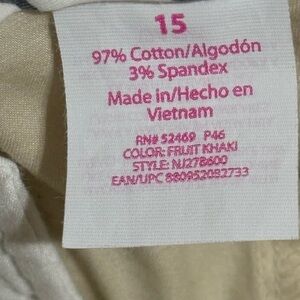 15
97% Cotton/Algodón
3% Spandex
Made in/Hecho en
Vietnam
RN# 52469 P46
COLOR: FRUIT KHAKI
STYLE: NJ278600
EAN/UPC 880952082733